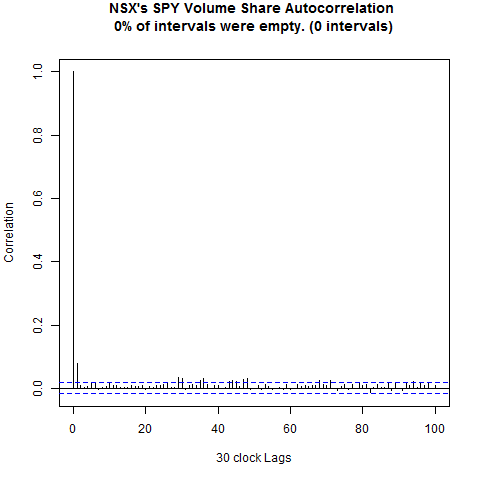 NSX's SPY Volume Share Autocorrelation
0% of intervals were empty. (0 intervals)
1.0
0.8
0.6
0.4
0.2
0.0
Correlation
0 20 40 60 80 100
30 clock Lags